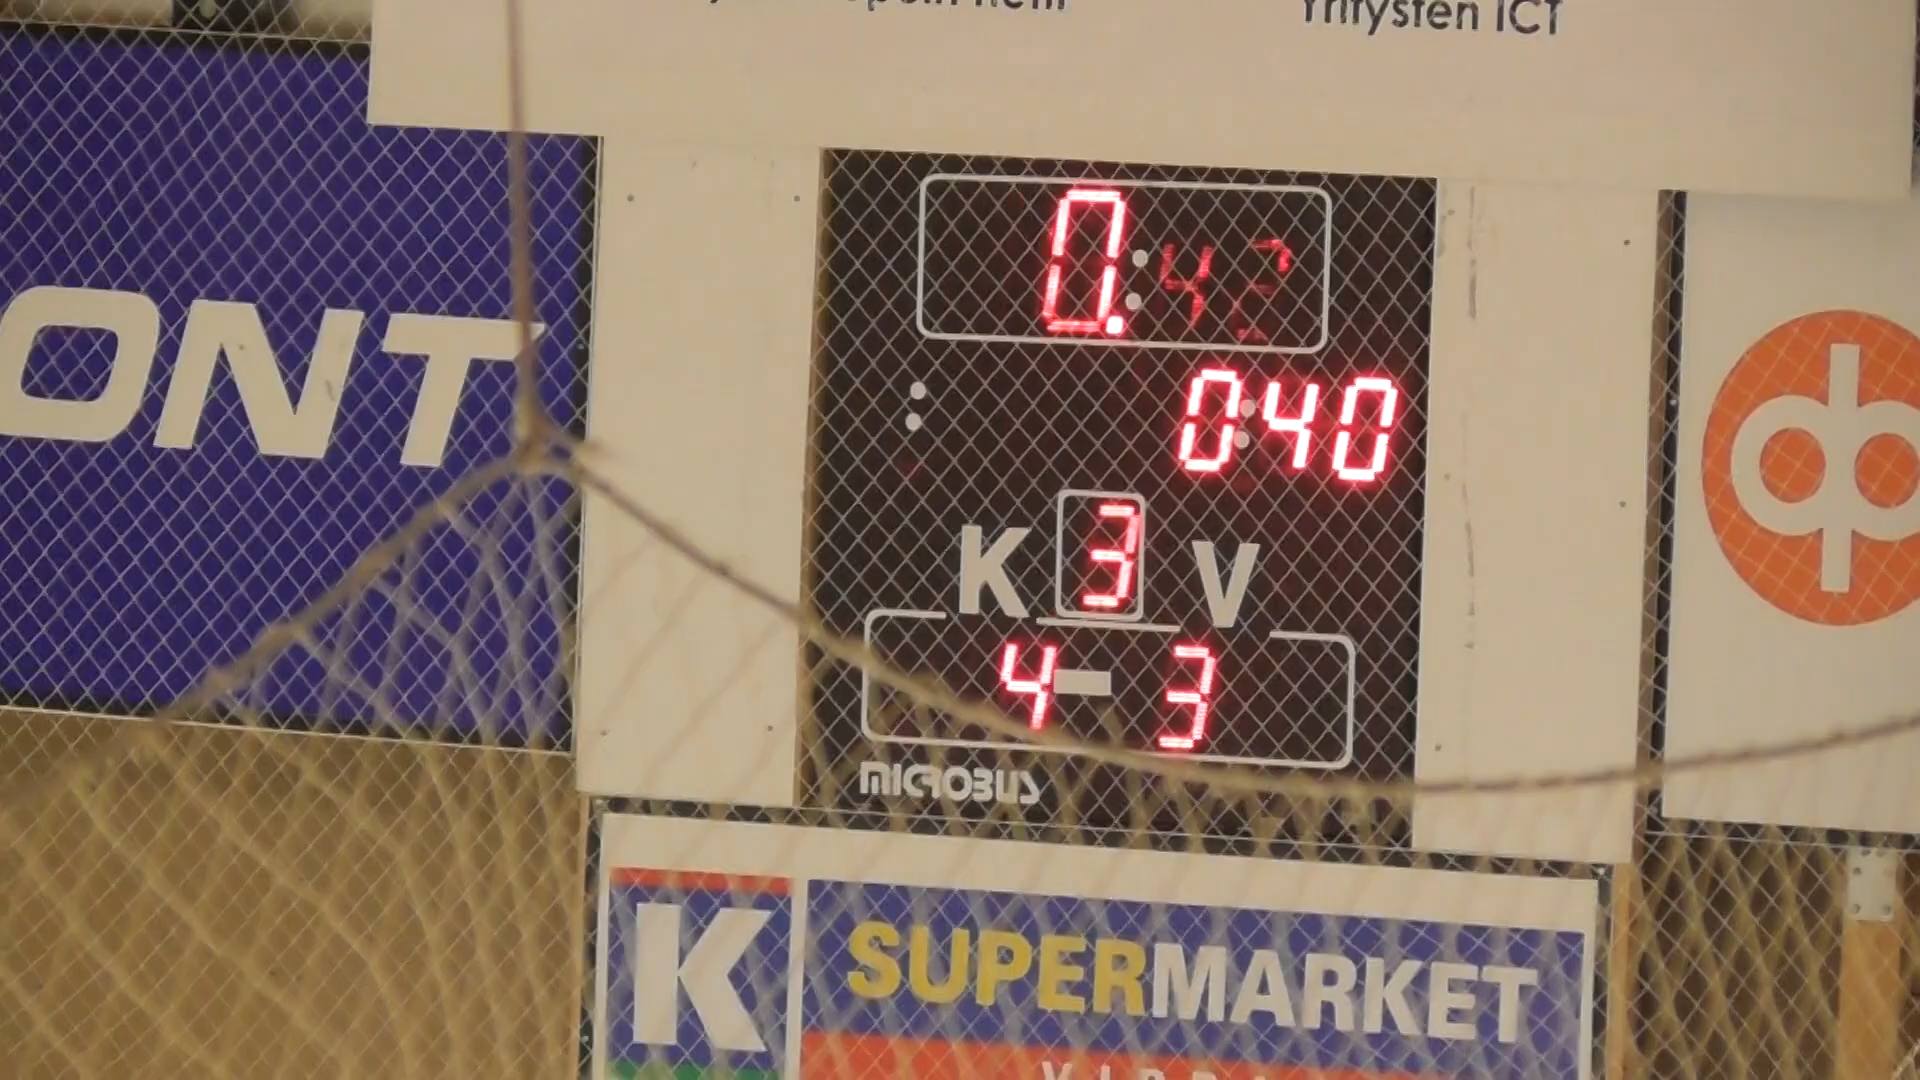 Yritysten ICT
ONT
0.:42
0:40
K 3 V
4 - 3
MICROBUS
K SUPERMARKET